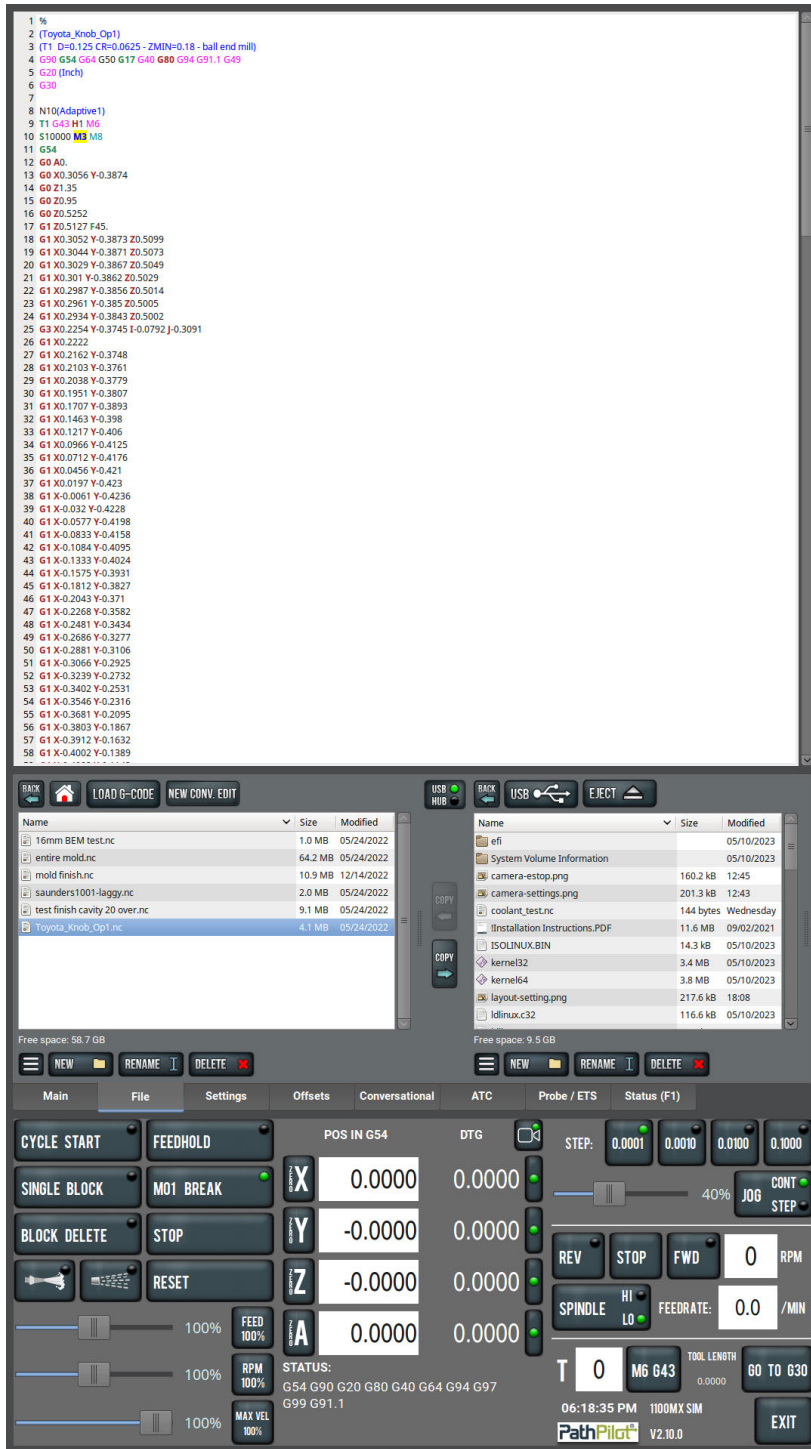 1 %
2 (Toyota_Knob_Op1)
3 (T1 D=0.125 CR=0.0625 - ZMIN=0.18 - ball end mill)
4 G90 G54 G64 G50 G17 G40 G80 G94 G91.1 G49
5 G20 (Inch)
6 G30
7
8 N10(Adaptive1)
9 T1 G43 H1 M6
10 S10000 M3 M8
11 G54
12 G0 A0.
13 G0 X0.3056 Y-0.3874
14 G0 Z1.35
15 G0 Z0.95
16 G0 Z0.5252
17 G1 Z0.5127 F45.
18 G1 X0.3052 Y-0.3873 Z0.5099
19 G1 X0.3044 Y-0.3871 Z0.5073
20 G1 X0.3029 Y-0.3867 Z0.5049
21 G1 X0.301 Y-0.3862 Z0.5029
22 G1 X0.2987 Y-0.3856 Z0.5014
23 G1 X0.2961 Y-0.385 Z0.5005
24 G1 X0.2934 Y-0.3843 Z0.5002
25 G3 X0.2254 Y-0.3745 I-0.0792 J-0.3091
26 G1 X0.2222
27 G1 X0.2162 Y-0.3748
28 G1 X0.2103 Y-0.3761
29 G1 X0.2038 Y-0.3779
30 G1 X0.1951 Y-0.3807
31 G1 X0.1707 Y-0.3893
32 G1 X0.1463 Y-0.398
33 G1 X0.1217 Y-0.406
34 G1 X0.0966 Y-0.4125
35 G1 X0.0712 Y-0.4176
36 G1 X0.0456 Y-0.421
37 G1 X0.0197 Y-0.423
38 G1 X-0.0061 Y-0.4236
39 G1 X-0.032 Y-0.4228
40 G1 X-0.0577 Y-0.4198
41 G1 X-0.0833 Y-0.4158
42 G1 X-0.1084 Y-0.4095
43 G1 X-0.1333 Y-0.4024
44 G1 X-0.1575 Y-0.3931
45 G1 X-0.1812 Y-0.3827
46 G1 X-0.2043 Y-0.371
47 G1 X-0.2268 Y-0.3582
48 G1 X-0.2481 Y-0.3434
49 G1 X-0.2686 Y-0.3277
50 G1 X-0.2881 Y-0.3106
51 G1 X-0.3066 Y-0.2925
52 G1 X-0.3239 Y-0.2732
53 G1 X-0.3402 Y-0.2531
54 G1 X-0.3546 Y-0.2316
55 G1 X-0.3681 Y-0.2095
56 G1 X-0.3803 Y-0.1867
57 G1 X-0.3912 Y-0.1632
58 G1 X-0.4002 Y-0.1389
BACK LOAD G-CODE NEW CONV. EDIT USB HUB BACK USB EJECT
Name Size Modified
16mm BEM test.nc 1.0 MB 05/24/2022
entire mold.nc 64.2 MB 05/24/2022
mold finish.nc 10.9 MB 12/14/2022
saunders1001-laggy.nc 2.0 MB 05/24/2022
test finish cavity 20 over.nc 9.1 MB 05/24/2022
Toyota_Knob_Op1.nc 4.1 MB 05/24/2022
Free space: 58.7 GB
COPY
COPY
Name Size Modified
efi 05/10/2023
System Volume Information 05/10/2023
camera-estop.png 160.2 kB 12:45
camera-settings.png 201.3 kB 12:43
coolant_test.nc 144 bytes Wednesday
!Installation Instructions.PDF 11.6 MB 09/02/2021
ISOLINUX.BIN 14.3 kB 05/10/2023
kernel32 3.4 MB 05/10/2023
kernel64 3.8 MB 05/10/2023
layout-setting.png 217.6 kB 18:08
ldlinux.c32 116.6 kB 05/10/2023
Free space: 9.5 GB
NEW RENAME DELETE NEW RENAME DELETE
Main File Settings Offsets Conversational ATC Probe / ETS Status (F1)
CYCLE START FEEDHOLD
SINGLE BLOCK M01 BREAK
BLOCK DELETE STOP
RESET
100% FEED 100%
100% RPM 100%
100% MAX VEL 100%
POS IN G54 DTG
ZERO X 0.0000 0.0000
ZERO Y -0.0000 0.0000
ZERO Z -0.0000 0.0000
ZERO A 0.0000 0.0000
STATUS:
G54 G90 G20 G80 G40 G64 G94 G97
G99 G91.1
STEP: 0.0001 0.0010 0.0100 0.1000
40% JOG CONT STEP
REV STOP FWD 0 RPM
SPINDLE HI LO FEEDRATE: 0.0 /MIN
T 0 M6 G43 TOOL LENGTH 0.0000 GO TO G30
06:18:35 PM 1100MX SIM
PathPilot V2.10.0
EXIT